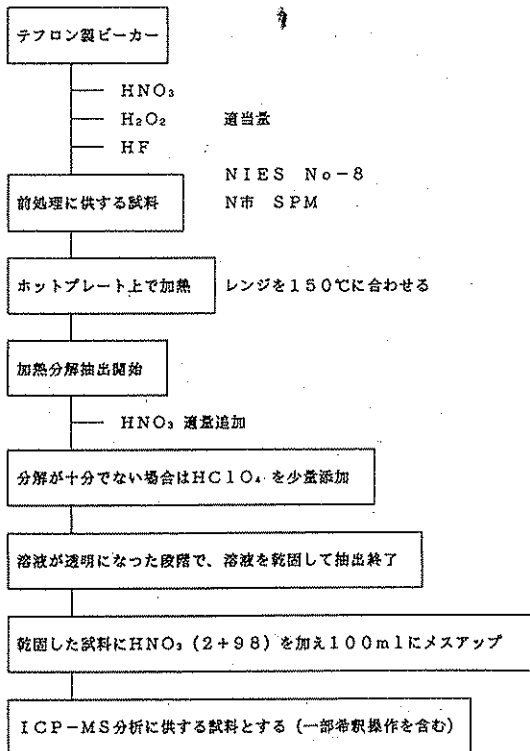 テフロン製ビーカー
HNO₃
H₂O₂ 適当量
HF
NIES No-8
前処理に供する試料 N市 SPM
ホットプレート上で加熱 レンジを150℃に合わせる
加熱分解抽出開始
HNO₃ 適量追加
分解が十分でない場合はHClO₄ を少量添加
溶液が透明になった段階で、溶液を乾固して抽出終了
乾固した試料にHNO₃（2+98）を加え100mlにメスアップ
ICP-MS分析に供する試料とする（一部希釈操作を含む）